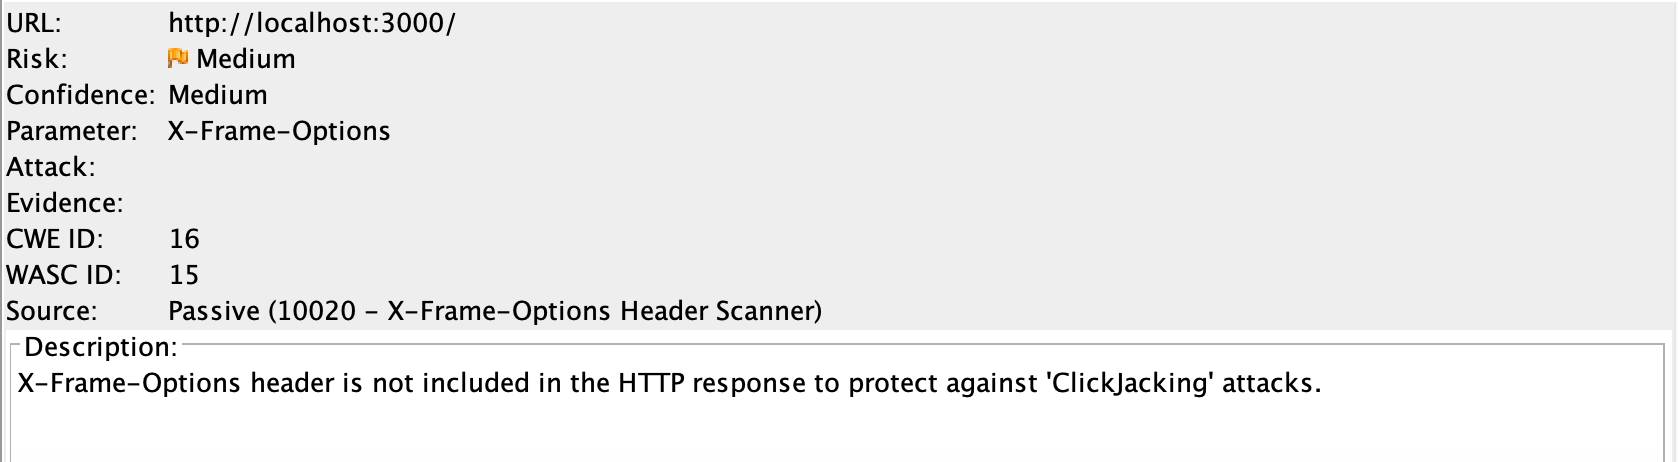 URL: http://localhost:3000/
Risk: Medium
Confidence: Medium
Parameter: X-Frame-Options
Attack:
Evidence:
CWE ID: 16
WASC ID: 15
Source: Passive (10020 - X-Frame-Options Header Scanner)
Description:
X-Frame-Options header is not included in the HTTP response to protect against 'ClickJacking' attacks.